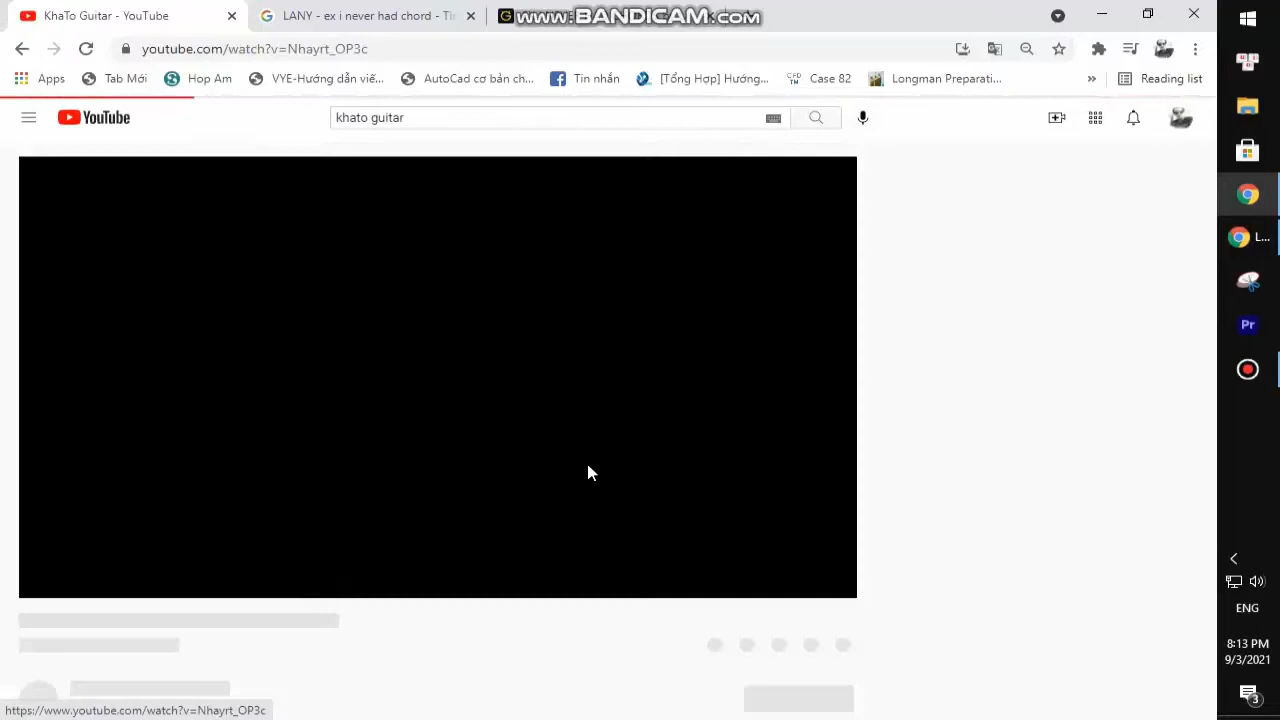 KhaTo Guitar - YouTube
LANY - ex i never had chord - Ti
www.BANDICAM.com
youtube.com/watch?v=Nhayrt_OP3c
Apps
Tab Mới
Hop Am
VYE-Hướng dẫn viế...
AutoCad cơ bản ch...
Tin nhắn
[Tổng Hợp] Hướng...
Case 82
Longman Preparati...
»
Reading list
YouTube
khato guitar
L...
Pr
ENG
8:13 PM
9/3/2021
3
https://www.youtube.com/watch?v=Nhayrt_OP3c